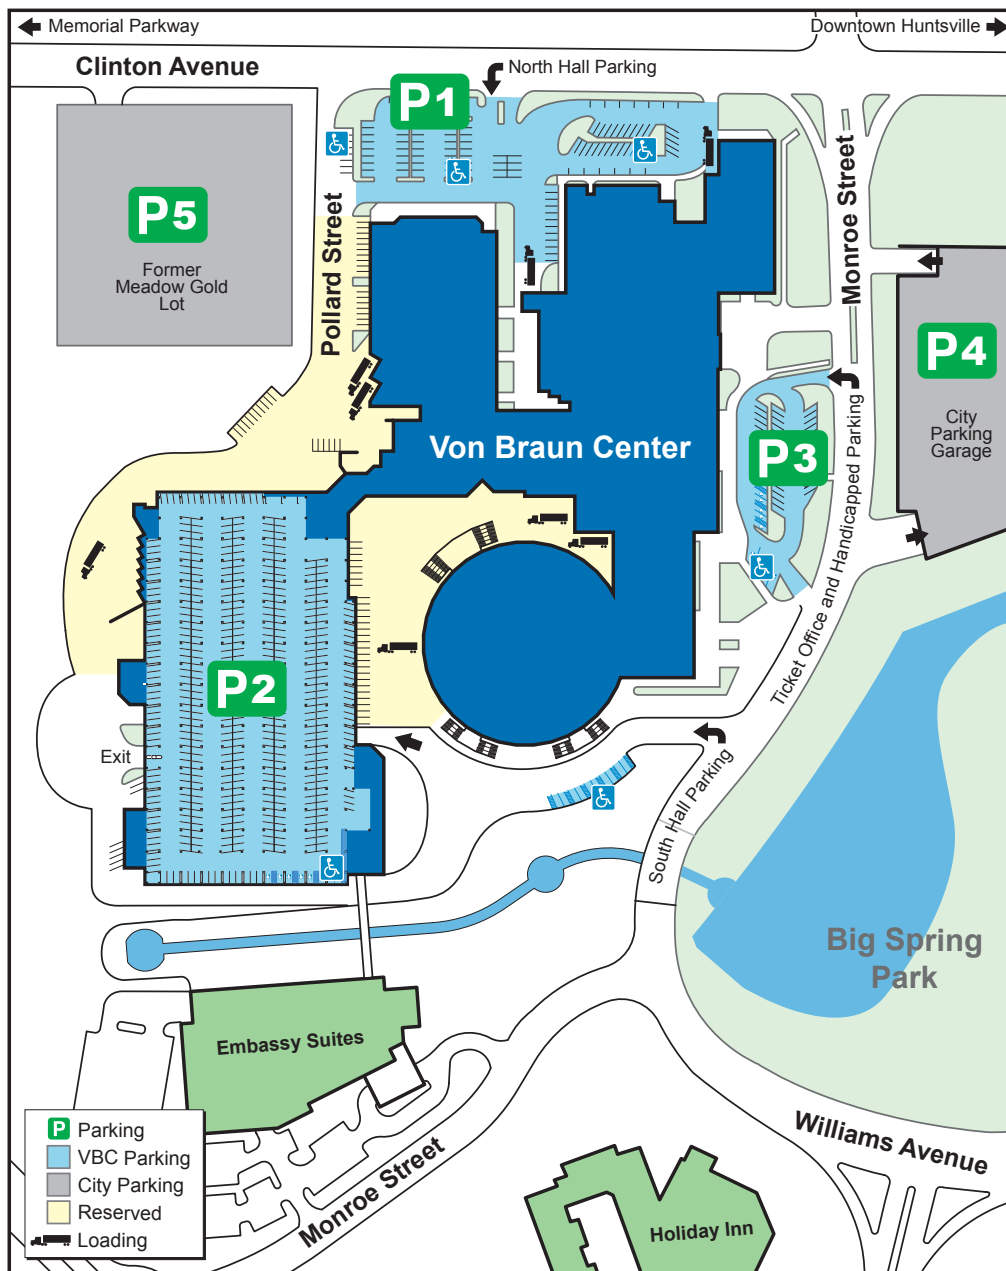 Memorial Parkway
Downtown Huntsville
Clinton Avenue
North Hall Parking
P1
P5
Former
Meadow Gold
Lot
Pollard Street
Monroe Street
P4
City
Parking
Garage
Von Braun Center
P3
Ticket Office and Handicapped Parking
P2
Exit
South Hall Parking
Big Spring
Park
Embassy Suites
P Parking
VBC Parking
City Parking
Reserved
Loading
Monroe Street
Williams Avenue
Holiday Inn